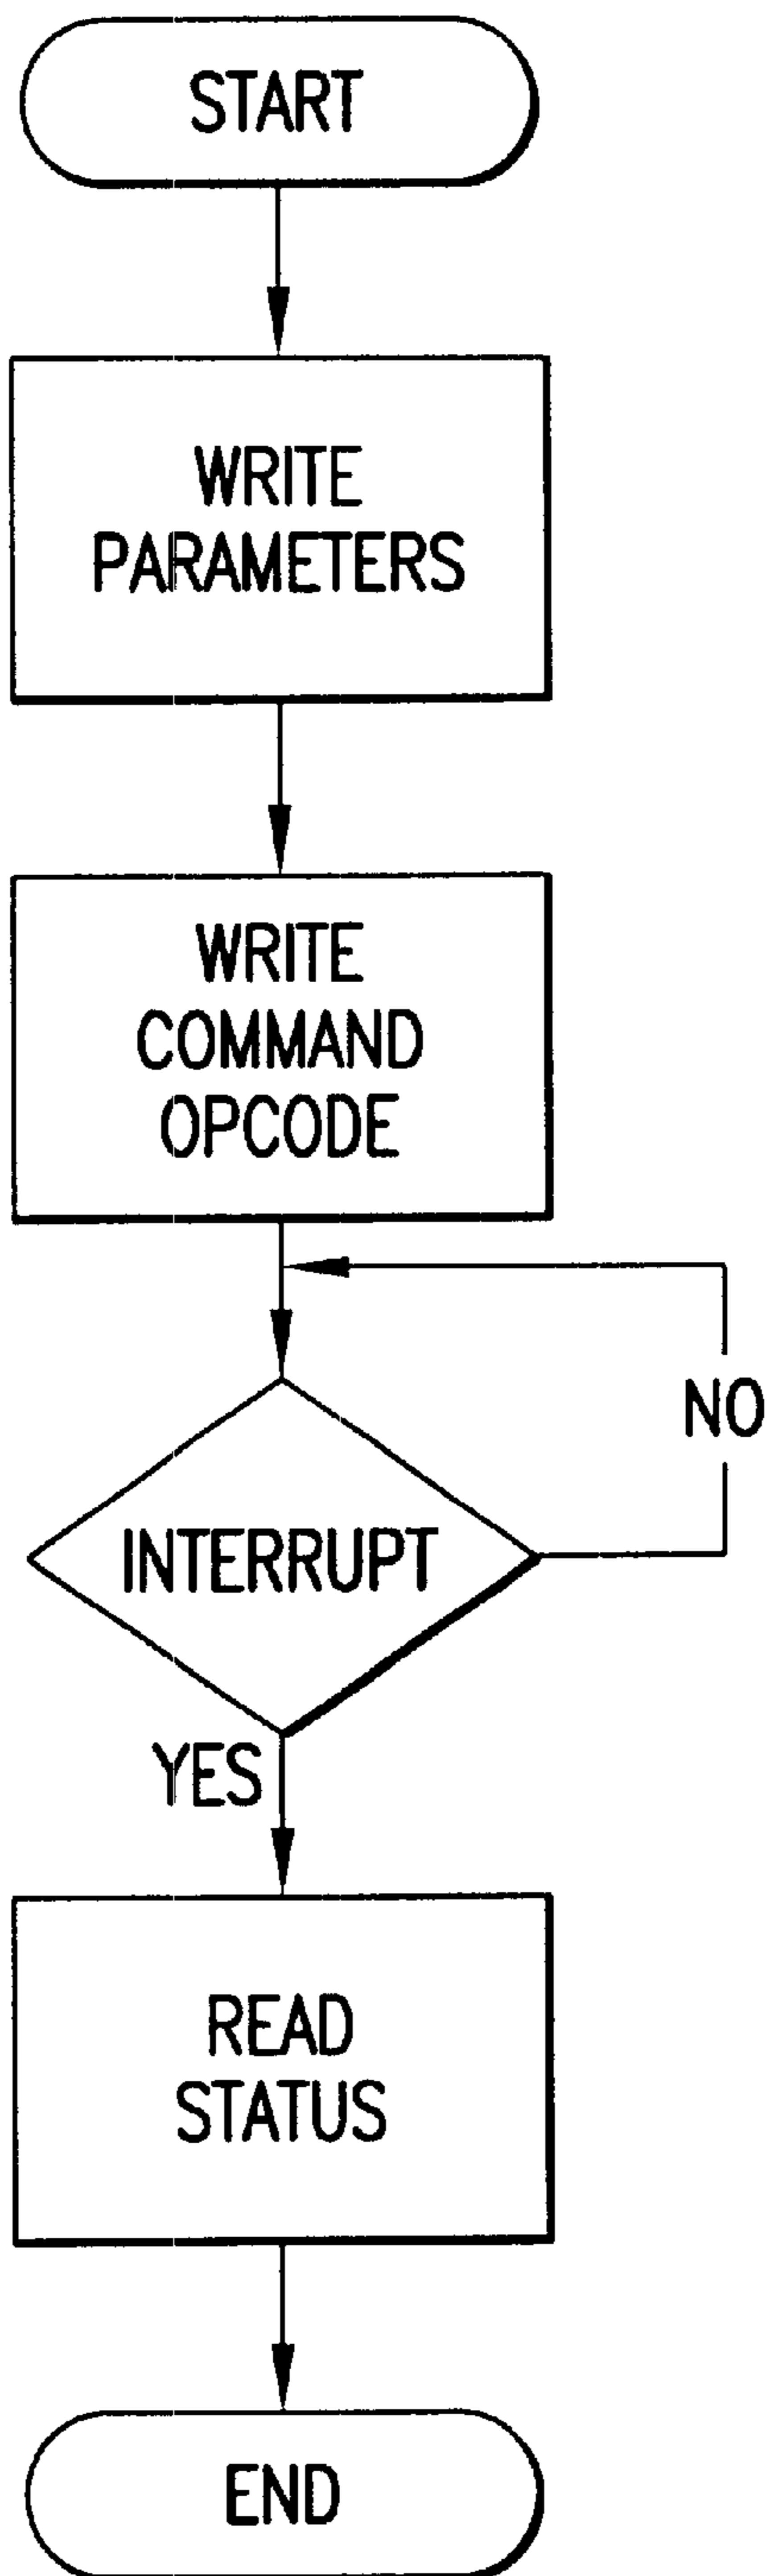 START
WRITE
PARAMETERS
WRITE
COMMAND
OPCODE
NO
INTERRUPT
YES
READ
STATUS
END